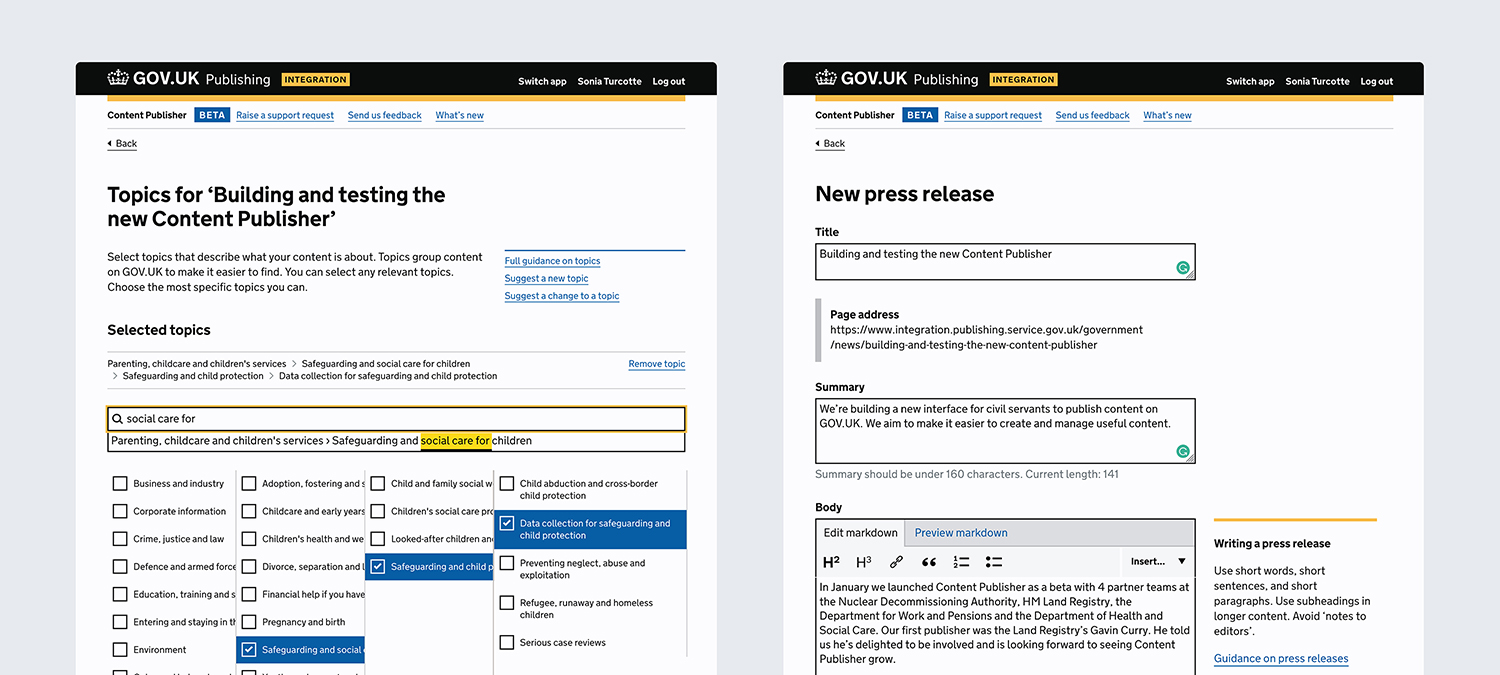 GOV.UK Publishing INTEGRATION
Switch app Sonia Turcotte Log out
Content Publisher BETA Raise a support request Send us feedback What's new
Back
Topics for ‘Building and testing the
new Content Publisher’
Select topics that describe what your content is about. Topics group content
on GOV.UK to make it easier to find. You can select any relevant topics.
Choose the most specific topics you can.
Full guidance on topics
Suggest a new topic
Suggest a change to a topic
Selected topics
Parenting, childcare and children's services > Safeguarding and social care for children
> Safeguarding and child protection > Data collection for safeguarding and child protection
Remove topic
social care for
Parenting, childcare and children's services › Safeguarding and social care for children
Business and industry
Corporate information
Crime, justice and law
Defence and armed force
Education, training and s
Entering and staying in th
Environment
Adoption, fostering and s
Childcare and early years
Children's health and we
Divorce, separation and l
Financial help if you have
Pregnancy and birth
Safeguarding and social
Child and family social w
Children's social care pro
Looked-after children an
Safeguarding and child p
Child abduction and cross-border
child protection
Data collection for safeguarding and
child protection
Preventing neglect, abuse and
exploitation
Refugee, runaway and homeless
children
Serious case reviews
GOV.UK Publishing INTEGRATION
Switch app Sonia Turcotte Log out
Content Publisher BETA Raise a support request Send us feedback What's new
Back
New press release
Title
Building and testing the new Content Publisher
Page address
https://www.integration.publishing.service.gov.uk/government
/news/building-and-testing-the-new-content-publisher
Summary
We're building a new interface for civil servants to publish content on
GOV.UK. We aim to make it easier to create and manage useful content.
Summary should be under 160 characters. Current length: 141
Body
Edit markdown Preview markdown
H2 H3 Insert...
In January we launched Content Publisher as a beta with 4 partner teams at
the Nuclear Decommissioning Authority, HM Land Registry, the
Department for Work and Pensions and the Department of Health and
Social Care. Our first publisher was the Land Registry's Gavin Curry. He told
us he's delighted to be involved and is looking forward to seeing Content
Publisher grow.
Writing a press release
Use short words, short
sentences, and short
paragraphs. Use subheadings in
longer content. Avoid ‘notes to
editors’.
Guidance on press releases